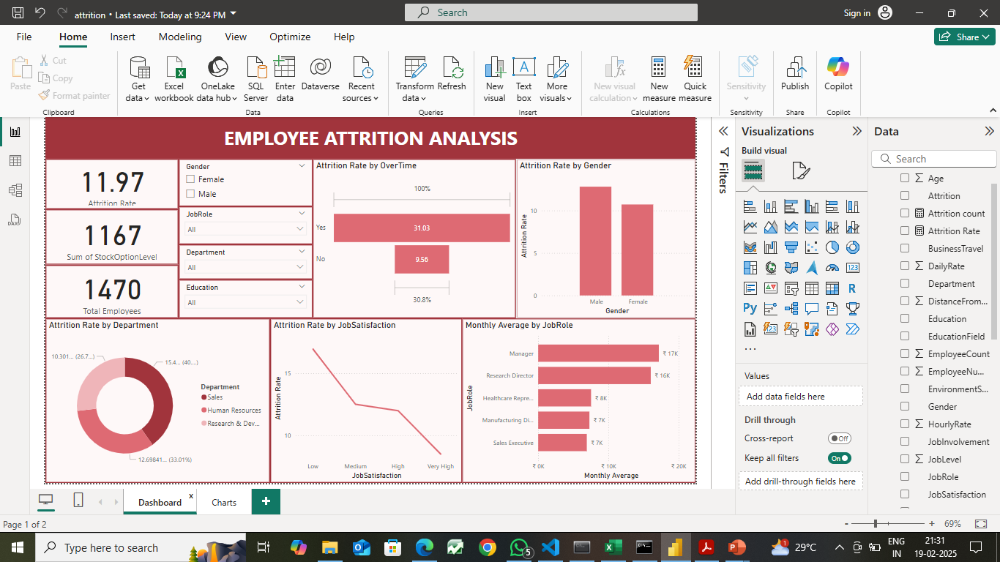 attrition • Last saved: Today at 9:24 PM
Search
Sign in
File Home Insert Modeling View Optimize Help
Share
Paste
Cut
Copy
Format painter
Clipboard
Get data
Excel workbook
OneLake data hub
SQL Server
Enter data
Dataverse
Recent sources
Data
Transform data
Refresh
Queries
New visual
Text box
More visuals
Insert
New visual calculation
New measure
Quick measure
Calculations
Sensitivity
Sensitivity
Publish
Share
Copilot
Copilot
EMPLOYEE ATTRITION ANALYSIS
11.97
Attrition Rate
1167
Sum of StockOptionLevel
1470
Total Employees
Gender
Female
Male
JobRole
All
Department
All
Education
All
Attrition Rate by OverTime
100%
Yes
31.03
No
9.56
30.8%
Attrition Rate by Gender
Attrition Rate
10
5
0
Male Female
Gender
Attrition Rate by Department
10.301... (26.7...)
15.4... (40....)
12.69841... (33.01%)
Department
Sales
Human Resources
Research & Dev...
Attrition Rate by JobSatisfaction
Attrition Rate
15
10
Low Medium High Very High
JobSatisfaction
Monthly Average by JobRole
JobRole
Manager ₹ 17K
Research Director ₹ 16K
Healthcare Repre... ₹ 8K
Manufacturing Di... ₹ 7K
Sales Executive ₹ 7K
₹ 0K ₹ 10K ₹ 20K
Monthly Average
Filters
Visualizations
Build visual
Values
Add data fields here
Drill through
Cross-report Off
Keep all filters On
Add drill-through fields here
Data
Search
Age
Attrition
Attrition count
Attrition Rate
BusinessTravel
DailyRate
Department
DistanceFrom...
Education
EducationField
EmployeeCount
EmployeeNu...
EnvironmentS...
Gender
HourlyRate
JobInvolvement
JobLevel
JobRole
JobSatisfaction
Dashboard x
Charts
+
Page 1 of 2
- + 69%
Type here to search
5
1
29°C
ENG
IN
21:31
19-02-2025